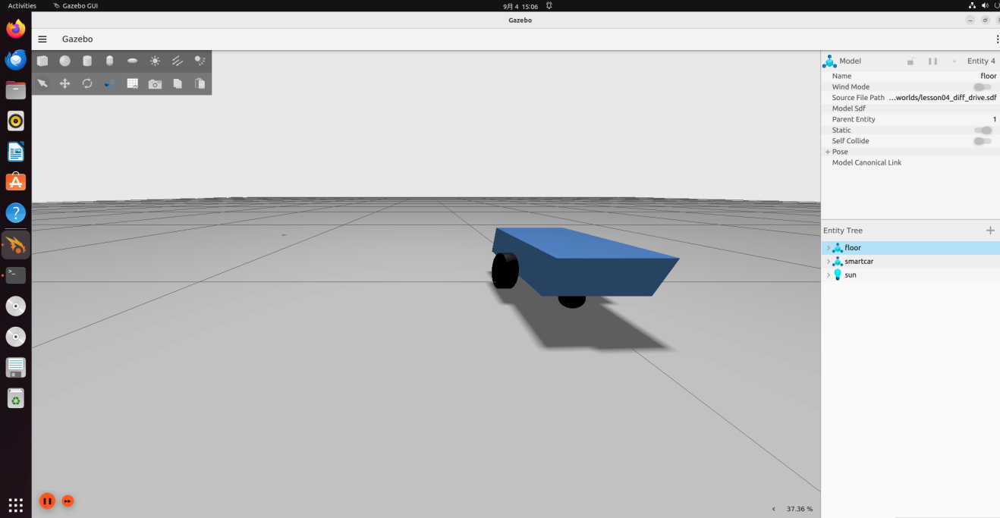 Activities
Gazebo GUI
9月 4 15:06
Gazebo
Gazebo
Model
Entity 4
Name floor
Wind Mode
Source File Path ...worlds/lesson04_diff_drive.sdf
Model Sdf
Parent Entity 1
Static
Self Collide
+ Pose
Model Canonical Link
Entity Tree
floor
smartcar
sun
37.36 %